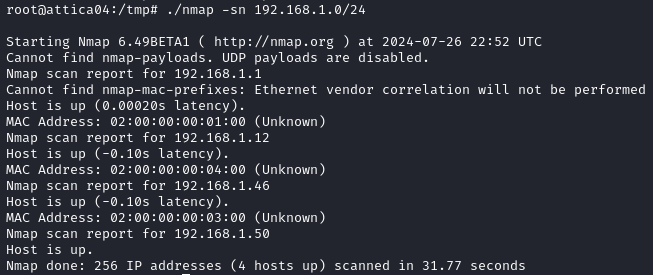 root@attica04:/tmp# ./nmap -sn 192.168.1.0/24

Starting Nmap 6.49BETA1 ( http://nmap.org ) at 2024-07-26 22:52 UTC
Cannot find nmap-payloads. UDP payloads are disabled.
Nmap scan report for 192.168.1.1
Cannot find nmap-mac-prefixes: Ethernet vendor correlation will not be performed
Host is up (0.00020s latency).
MAC Address: 02:00:00:00:01:00 (Unknown)
Nmap scan report for 192.168.1.12
Host is up (-0.10s latency).
MAC Address: 02:00:00:00:04:00 (Unknown)
Nmap scan report for 192.168.1.46
Host is up (-0.10s latency).
MAC Address: 02:00:00:00:03:00 (Unknown)
Nmap scan report for 192.168.1.50
Host is up.
Nmap done: 256 IP addresses (4 hosts up) scanned in 31.77 seconds